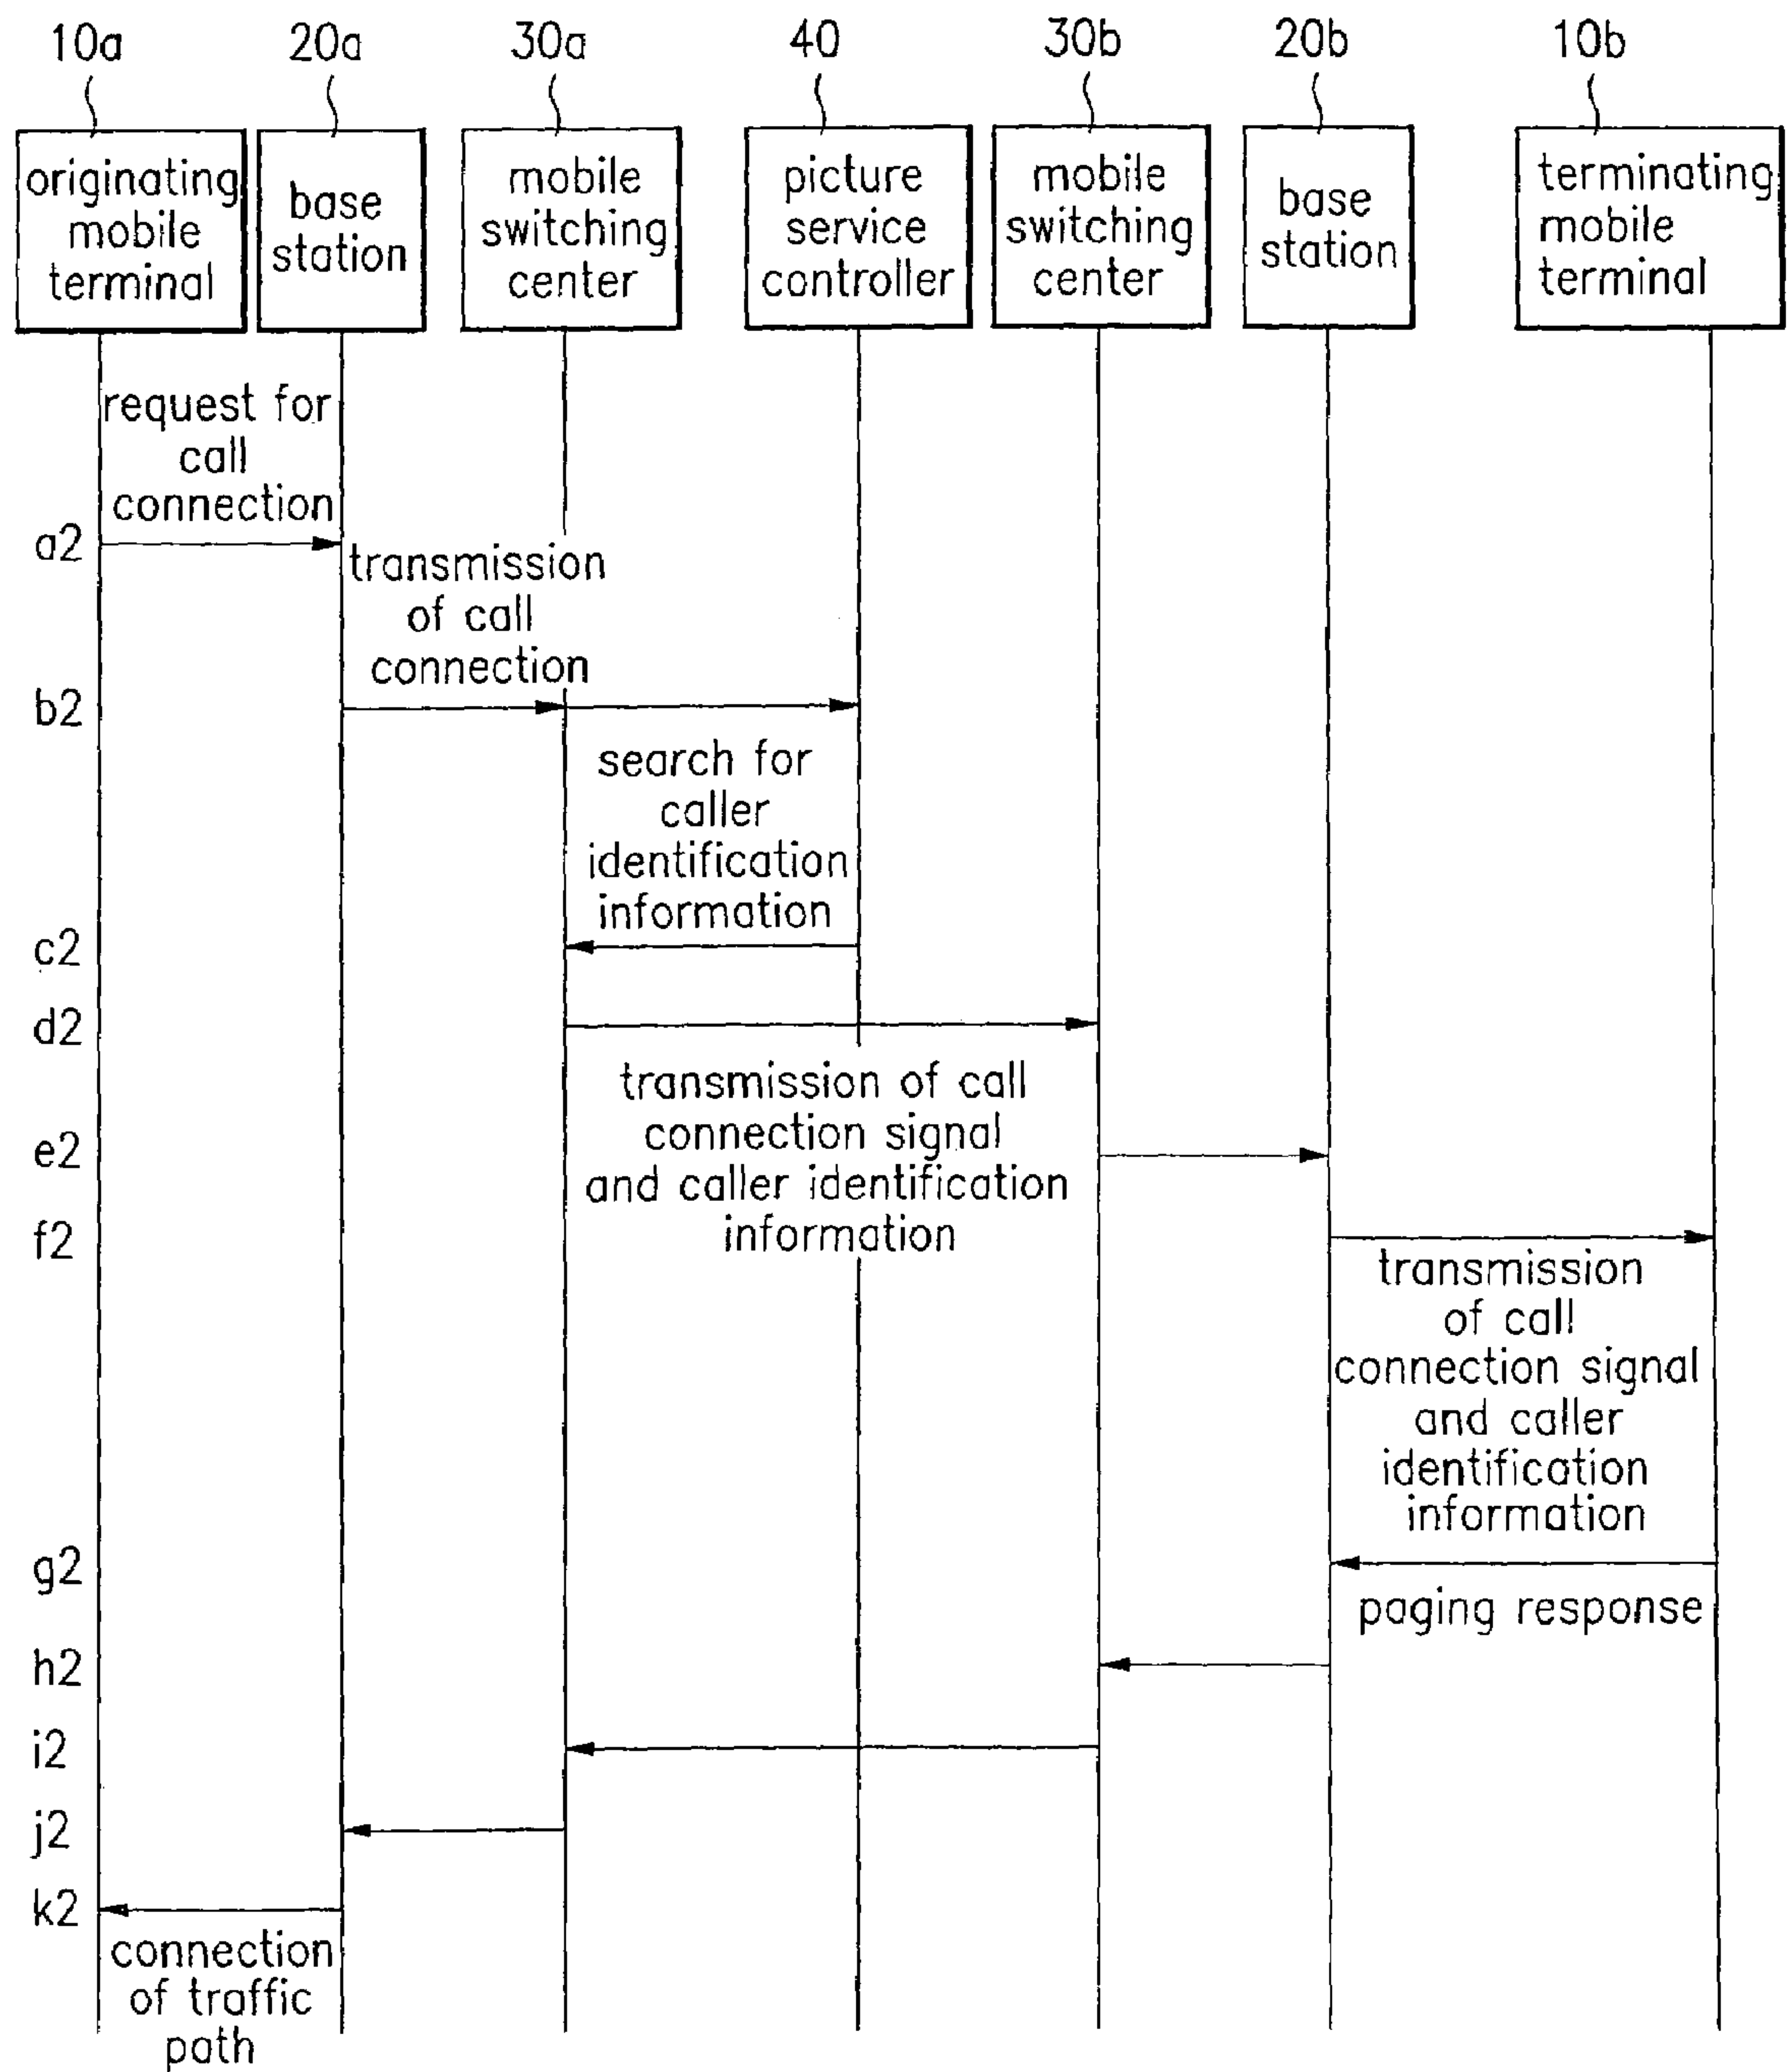 10a 20a 30a 40 30b 20b 10b
originating
mobile
terminal
base
station
mobile
switching
center
picture
service
controller
mobile
switching
center
base
station
terminating
mobile
terminal
request for
call
connection
a2
transmission
of call
connection
b2
search for
caller
identification
information
c2
d2
transmission of call
connection signal
and caller identification
information
e2
f2
transmission
of call
connection signal
and caller
identification
information
g2
paging response
h2
i2
j2
k2
connection
of traffic
path